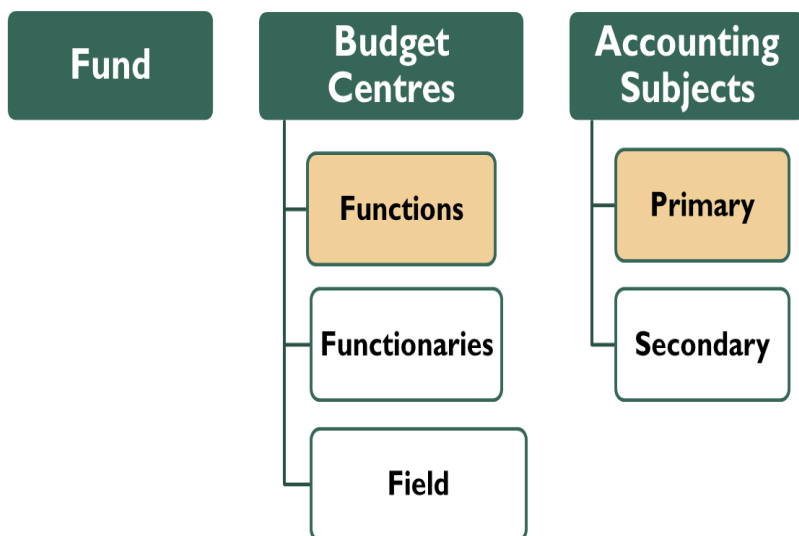 Fund
Budget
Centres
Functions
Functionaries
Field
Accounting
Subjects
Primary
Secondary